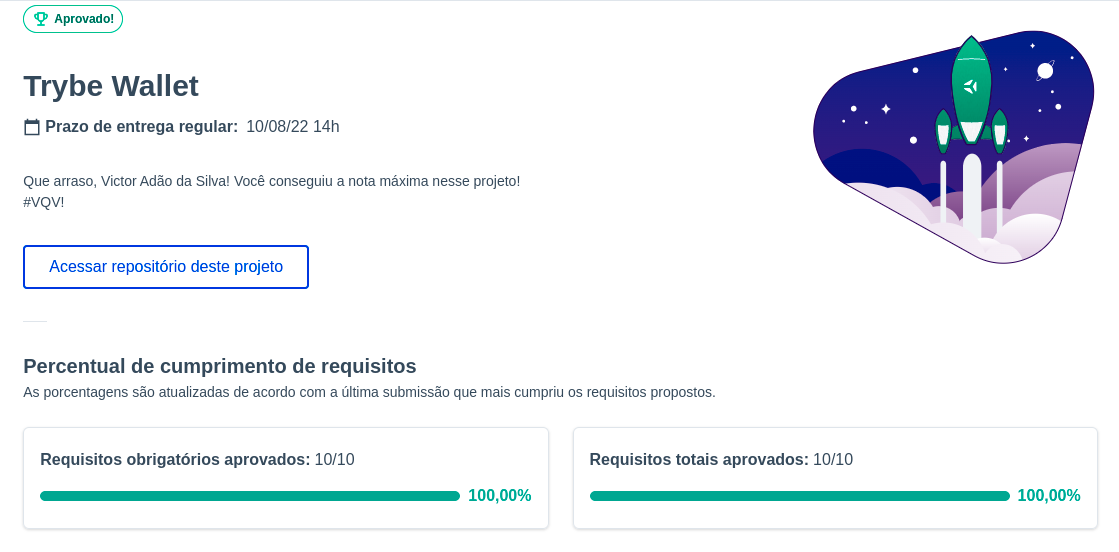 Aprovado!
Trybe Wallet
Prazo de entrega regular: 10/08/22 14h
Que arraso, Victor Adão da Silva! Você conseguiu a nota máxima nesse projeto!
#VQV!
Acessar repositório deste projeto
Percentual de cumprimento de requisitos
As porcentagens são atualizadas de acordo com a última submissão que mais cumpriu os requisitos propostos.
Requisitos obrigatórios aprovados: 10/10
100,00%
Requisitos totais aprovados: 10/10
100,00%